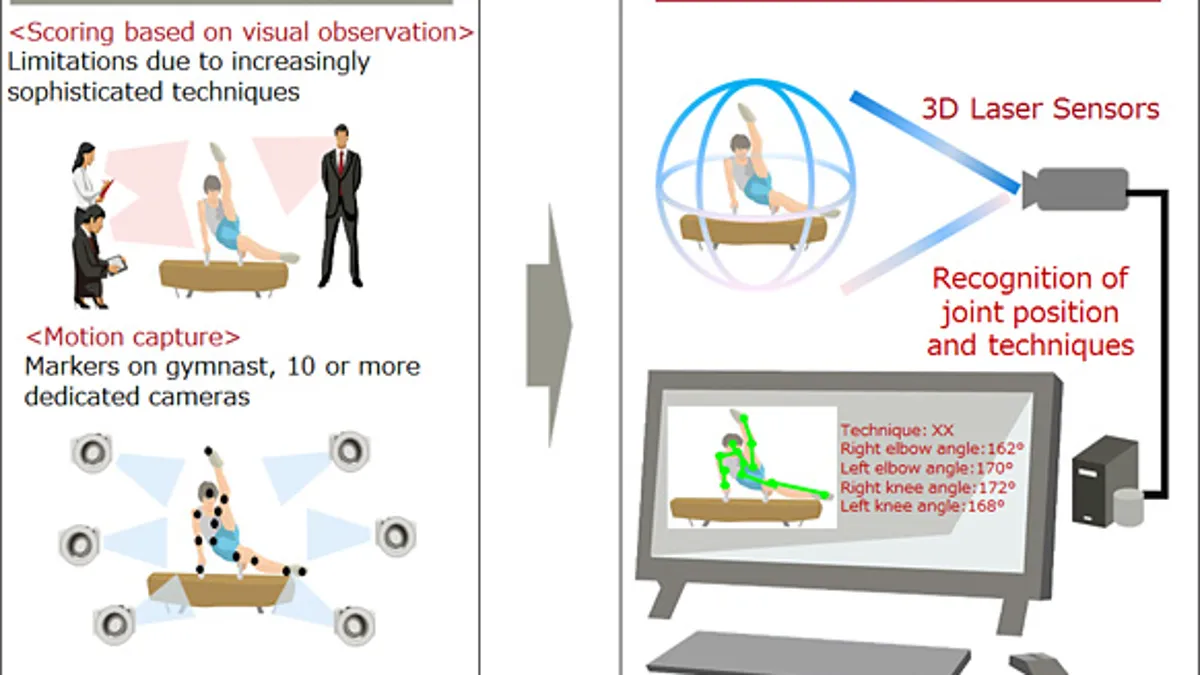 <Scoring based on visual observation>
Limitations due to increasingly
sophisticated techniques
<Motion capture>
Markers on gymnast, 10 or more
dedicated cameras
3D Laser Sensors
Recognition of
joint position
and techniques
Technique: XX
Right elbow angle:162°
Left elbow angle:170°
Right knee angle:172°
Left knee angle:168°